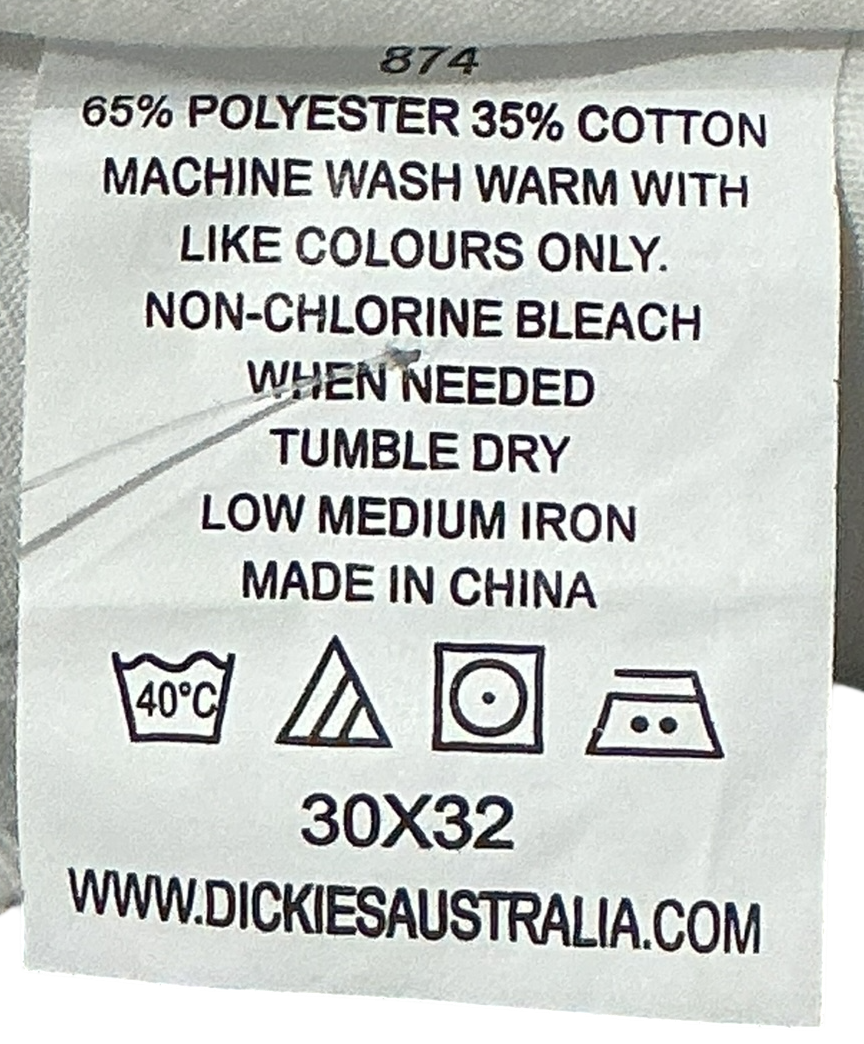 874
65% POLYESTER 35% COTTON
MACHINE WASH WARM WITH
LIKE COLOURS ONLY.
NON-CHLORINE BLEACH
WHEN NEEDED
TUMBLE DRY
LOW MEDIUM IRON
MADE IN CHINA
40°C
30X32
WWW.DICKIESAUSTRALIA.COM